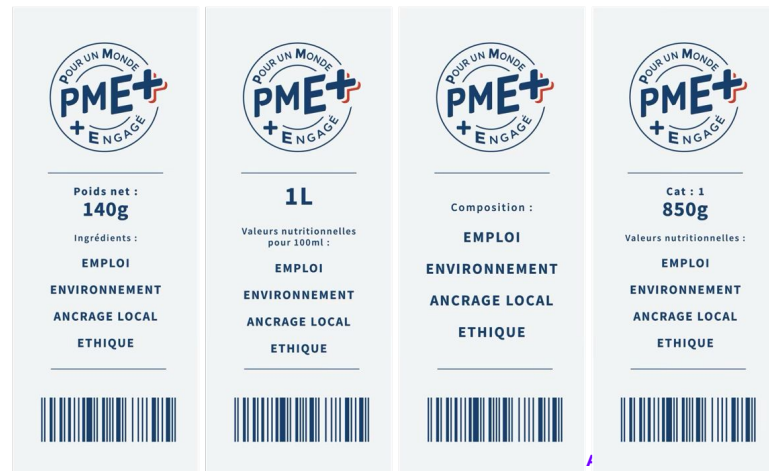 POUR UN MONDE
PME+
+ ENGAGÉ
Poids net :
140g
Ingrédients :
EMPLOI
ENVIRONNEMENT
ANCRAGE LOCAL
ETHIQUE
POUR UN MONDE
PME+
+ ENGAGÉ
1L
Valeurs nutritionnelles
pour 100ml :
EMPLOI
ENVIRONNEMENT
ANCRAGE LOCAL
ETHIQUE
POUR UN MONDE
PME+
+ ENGAGÉ
Composition :
EMPLOI
ENVIRONNEMENT
ANCRAGE LOCAL
ETHIQUE
POUR UN MONDE
PME+
+ ENGAGÉ
Cat : 1
850g
Valeurs nutritionnelles :
EMPLOI
ENVIRONNEMENT
ANCRAGE LOCAL
ETHIQUE